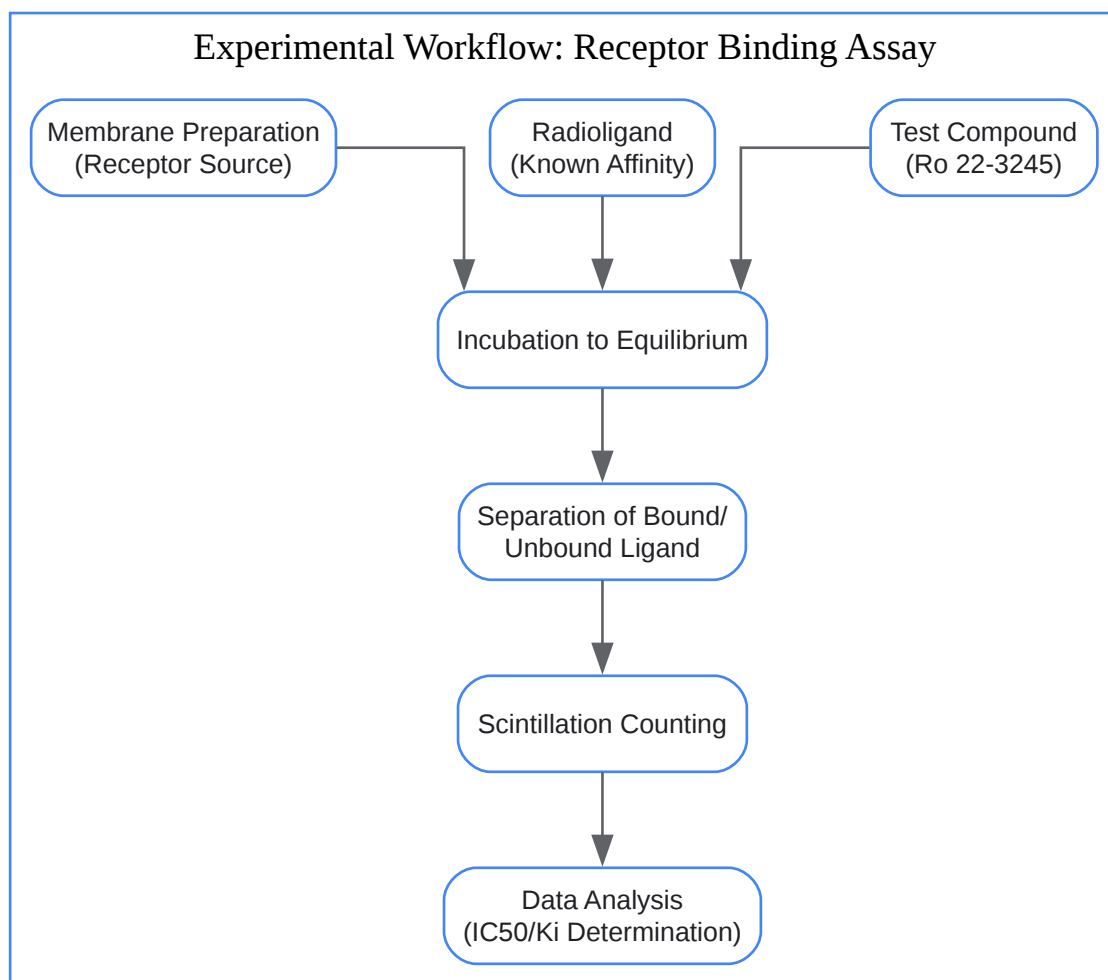 Experimental Workflow: Receptor Binding Assay
Membrane Preparation
(Receptor Source)
Radioligand
(Known Affinity)
Test Compound
(Ro 22-3245)
Incubation to Equilibrium
Separation of Bound/
Unbound Ligand
Scintillation Counting
Data Analysis
(IC50/Ki Determination)